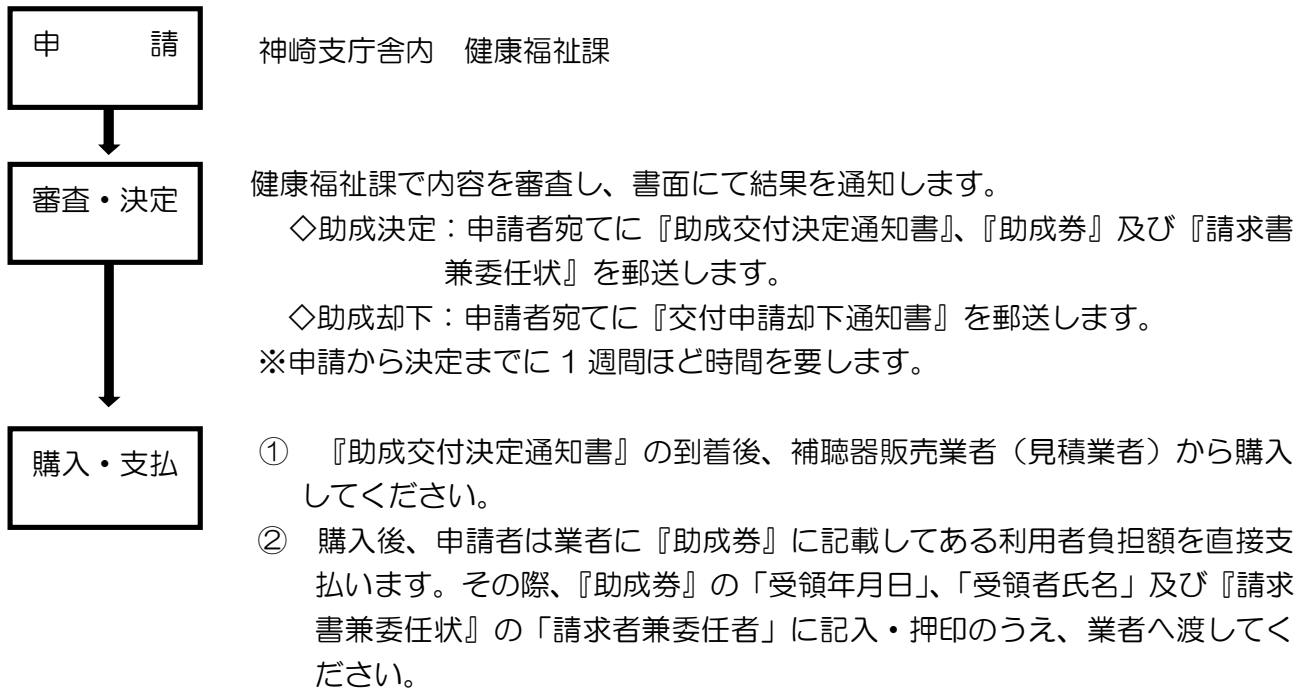 申　　　請
神崎支庁舎内　健康福祉課
審査・決定
健康福祉課で内容を審査し、書面にて結果を通知します。
◇助成決定：申請者宛てに『助成交付決定通知書』、『助成券』及び『請求書
兼委任状』を郵送します。
◇助成却下：申請者宛てに『交付申請却下通知書』を郵送します。
※申請から決定までに 1 週間ほど時間を要します。
購入・支払
①　『助成交付決定通知書』の到着後、補聴器販売業者（見積業者）から購入
してください。
②　購入後、申請者は業者に『助成券』に記載してある利用者負担額を直接支
払います。その際、『助成券』の「受領年月日」、「受領者氏名」及び『請求
書兼委任状』の「請求者兼委任者」に記入・押印のうえ、業者へ渡してく
ださい。